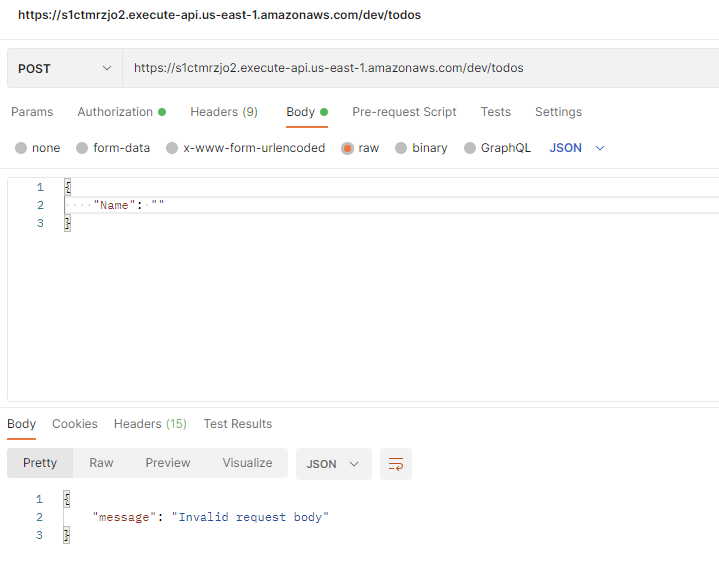 https://s1ctmrzjo2.execute-api.us-east-1.amazonaws.com/dev/todos
POST https://s1ctmrzjo2.execute-api.us-east-1.amazonaws.com/dev/todos
Params Authorization Headers (9) Body Pre-request Script Tests Settings
none form-data x-www-form-urlencoded raw binary GraphQL JSON
1 {
2 "Name": ""
3 }
Body Cookies Headers (15) Test Results
Pretty Raw Preview Visualize JSON
1 {
2 "message": "Invalid request body"
3 }